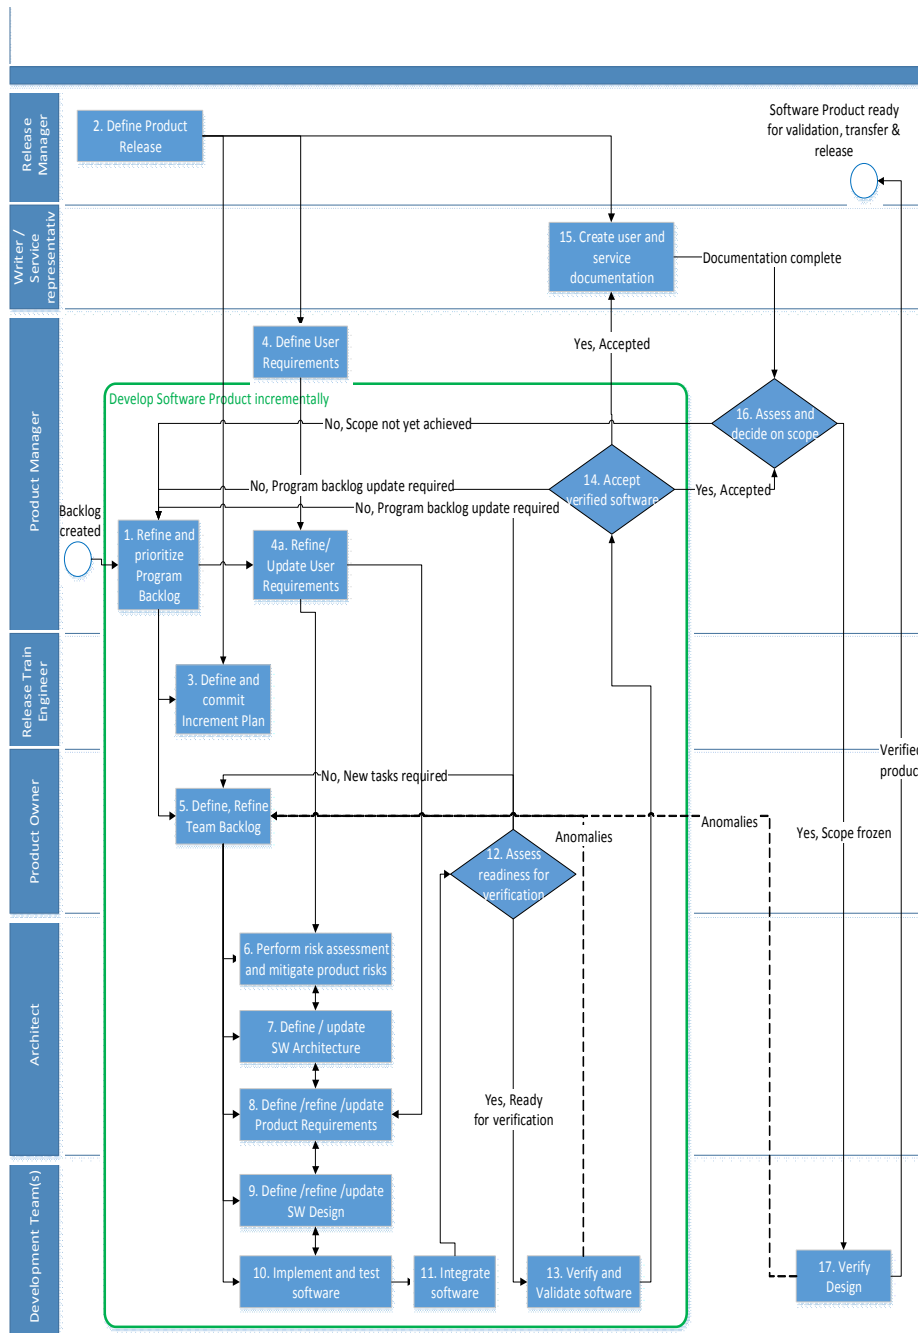 Release
Manager
2. Define Product
Release
Software Product ready
for validation, transfer &
release
Writer /
Service
representativ
15. Create user and
service
documentation
Documentation complete
Product Manager
4. Define User
Requirements
Yes, Accepted
Develop Software Product incrementally
16. Assess and
decide on scope
No, Scope not yet achieved
14. Accept
verified software
No, Program backlog update required
Yes, Accepted
No, Program backlog update required
Backlog
created
1. Refine and
prioritize
Program
Backlog
4a. Refine/
Update User
Requirements
Release Train
Engineer
3. Define and
commit
Increment Plan
Product Owner
Verified
product
No, New tasks required
5. Define, Refine
Team Backlog
Anomalies
Anomalies
Yes, Scope frozen
12. Assess
readiness for
verification
Architect
6. Perform risk assessment
and mitigate product risks
7. Define / update
SW Architecture
8. Define /refine /update
Product Requirements
Yes, Ready
for verification
Development Team(s)
9. Define /refine /update
SW Design
10. Implement and test
software
11. Integrate
software
13. Verify and
Validate software
17. Verify
Design